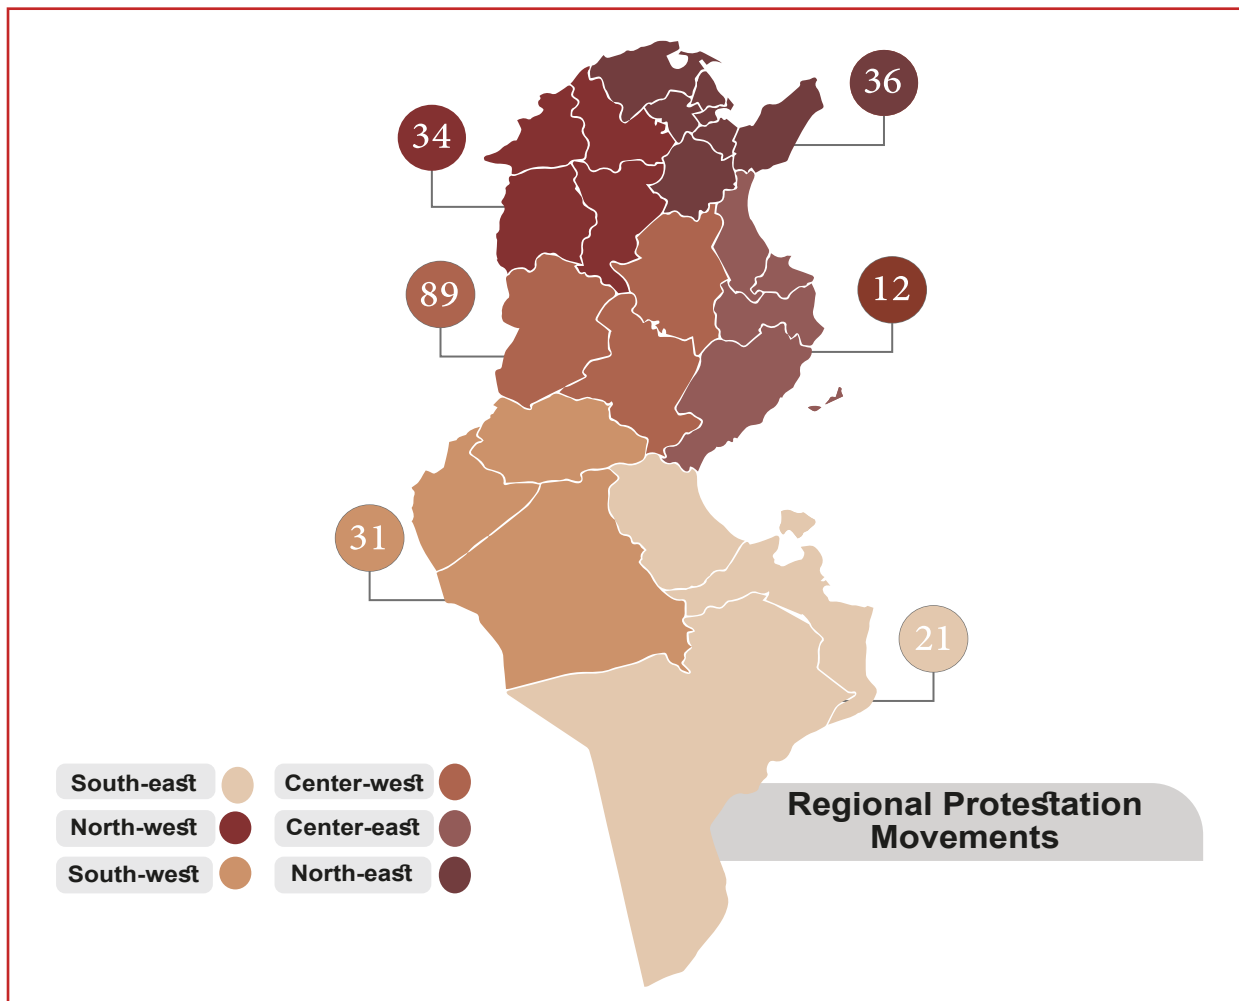 36
34
89
12
31
21
South-east
Center-west
North-west
Center-east
South-west
North-east
Regional Protestation
Movements